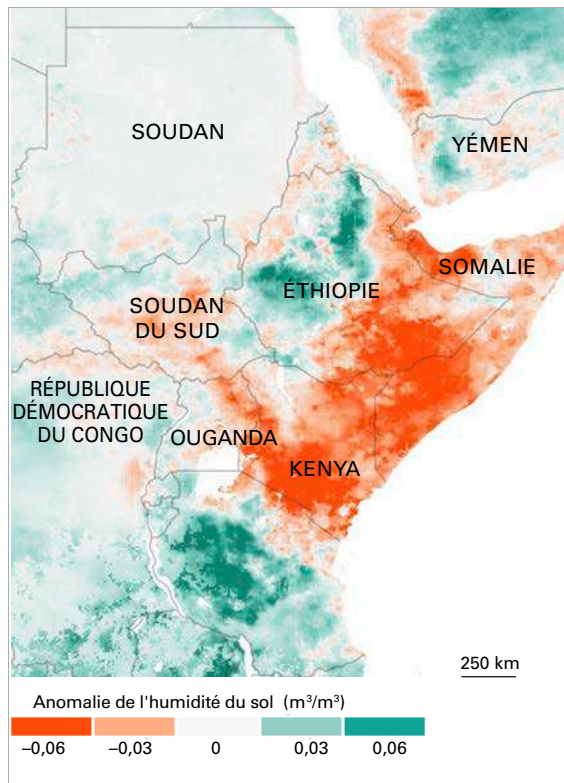 SOUDAN
YÉMEN
SOMALIE
ÉTHIOPIE
SOUDAN
DU SUD
RÉPUBLIQUE
DÉMOCRATIQUE
DU CONGO
OUGANDA
KENYA
250 km
Anomalie de l'humidité du sol (m³/m³)
–0,06 –0,03 0 0,03 0,06